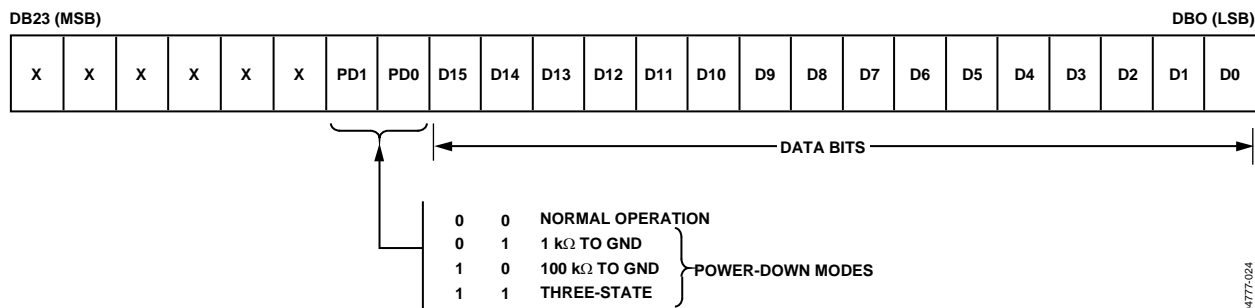 DB23 (MSB) DBO (LSB)
X X X X X X PD1 PD0 D15 D14 D13 D12 D11 D10 D9 D8 D7 D6 D5 D4 D3 D2 D1 D0
DATA BITS
0 0 NORMAL OPERATION
0 1 1 kΩ TO GND
1 0 100 kΩ TO GND
POWER-DOWN MODES
1 1 THREE-STATE
04777-024